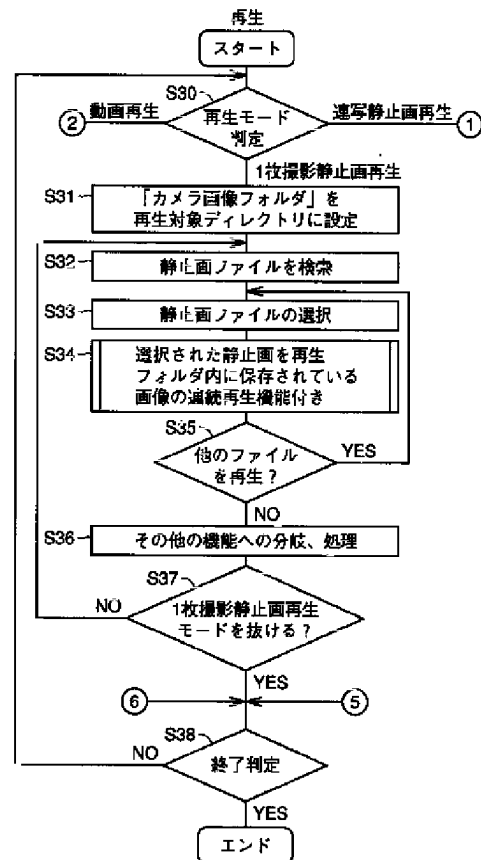 再生
スタート
S30
② 動画再生
再生モード
判定
連写静止画再生 ①
1枚撮影静止画再生
S31
「カメラ画像フォルダ」を
再生対象ディレクトリに設定
S32
静止画ファイルを検索
S33
静止画ファイルの選択
S34
選択された静止画を再生
フォルダ内に保存されている
画像の連続再生機能付き
S35
他のファイル
を再生？
YES
NO
S36
その他の機能への分岐、処理
S37
NO
1枚撮影静止画再生
モードを抜ける？
YES
⑥
⑤
S38
NO
終了判定
YES
エンド